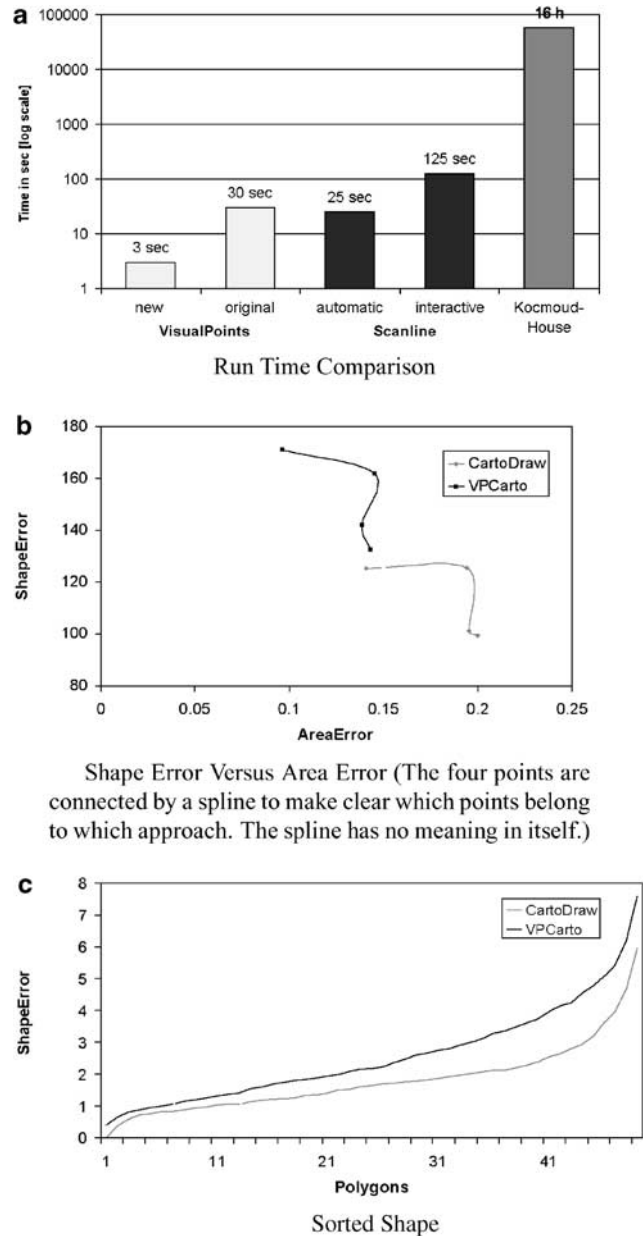 a
100000
10000
1000
100
10
1
Time in sec [log scale]
3 sec
30 sec
25 sec
125 sec
16 h
new
original
automatic
interactive
Kocmoud-
House
VisualPoints
Scanline
Run Time Comparison
b
180
160
140
120
100
80
ShapeError
CartoDraw
VPCarto
0
0.05
0.1
0.15
0.2
0.25
AreaError
Shape Error Versus Area Error (The four points are
connected by a spline to make clear which points belong
to which approach. The spline has no meaning in itself.)
c
8
7
6
5
4
3
2
1
0
ShapeError
CartoDraw
VPCarto
1
11
21
31
41
Polygons
Sorted Shape